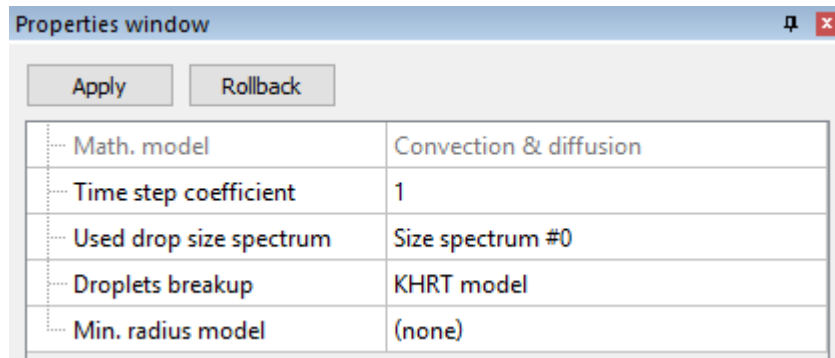 Properties window
Apply Rollback
Math. model Convection & diffusion
Time step coefficient 1
Used drop size spectrum Size spectrum #0
Droplets breakup KHRT model
Min. radius model (none)